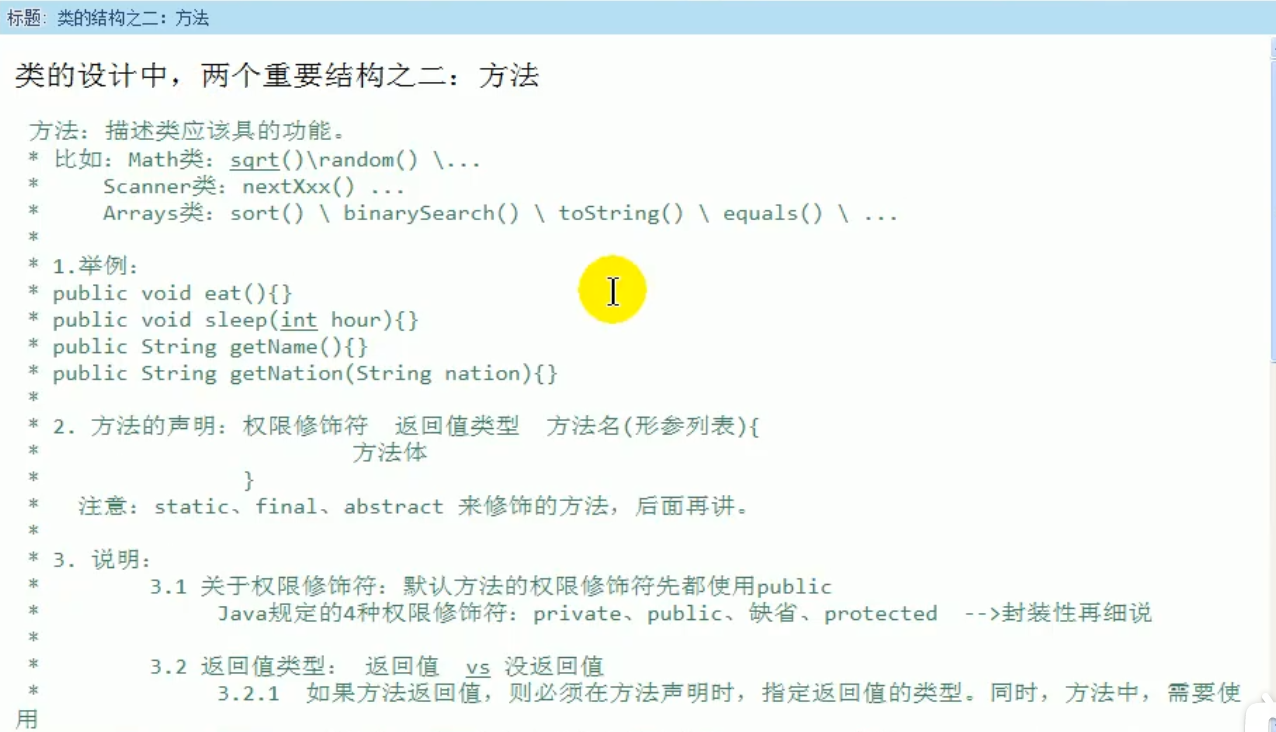 标题: 类的结构之二：方法
类的设计中，两个重要结构之二：方法
方法：描述类应该具的功能。
* 比如：Math类：sqrt()\random() \...
* Scanner类：nextXxx() ...
* Arrays类：sort() \ binarySearch() \ toString() \ equals() \ ...
*
* 1.举例：
* public void eat(){}
* public void sleep(int hour){}
* public String getName(){}
* public String getNation(String nation){}
*
* 2. 方法的声明：权限修饰符 返回值类型 方法名(形参列表){
* 方法体
* }
* 注意：static、final、abstract 来修饰的方法，后面再讲。
*
* 3. 说明：
* 3.1 关于权限修饰符：默认方法的权限修饰符先都使用public
* Java规定的4种权限修饰符：private、public、缺省、protected -->封装性再细说
*
* 3.2 返回值类型： 返回值 vs 没返回值
* 3.2.1 如果方法返回值，则必须在方法声明时，指定返回值的类型。同时，方法中，需要使
用